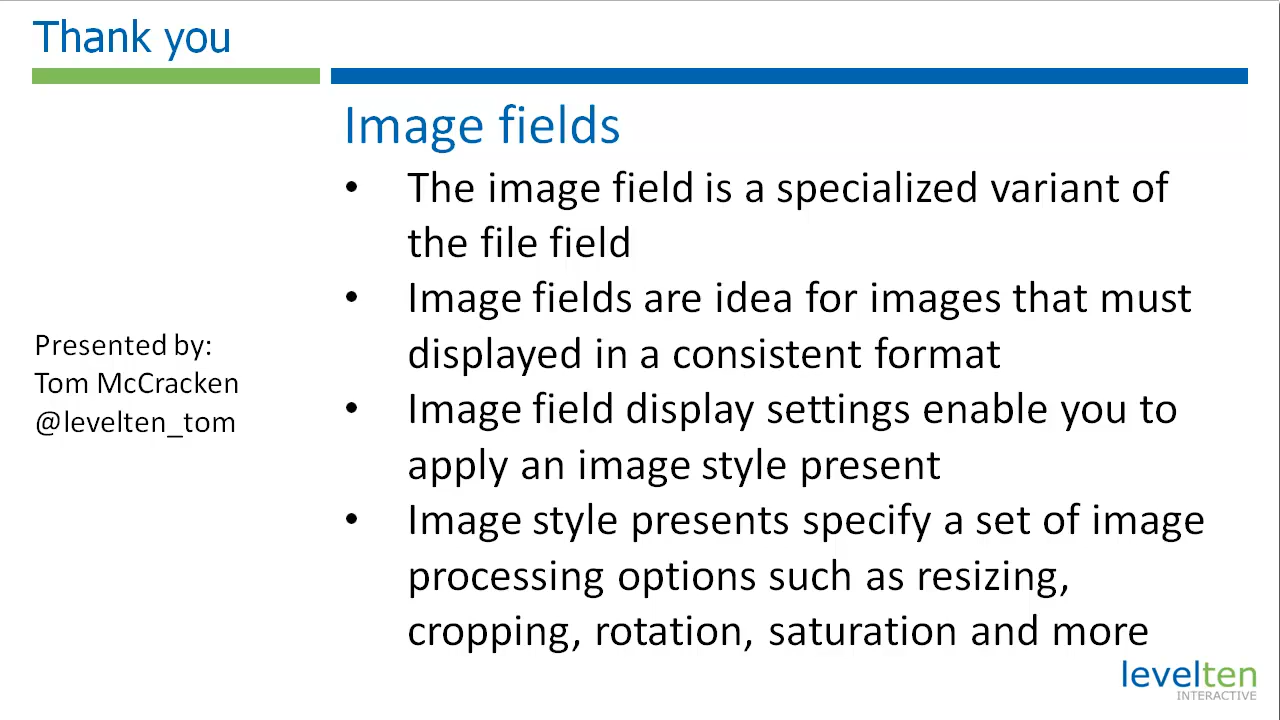 Thank you
Image fields
• The image field is a specialized variant of
the file field
• Image fields are idea for images that must
displayed in a consistent format
• Image field display settings enable you to
apply an image style present
• Image style presents specify a set of image
processing options such as resizing,
cropping, rotation, saturation and more
Presented by:
Tom McCracken
@levelten_tom
levelten
INTERACTIVE